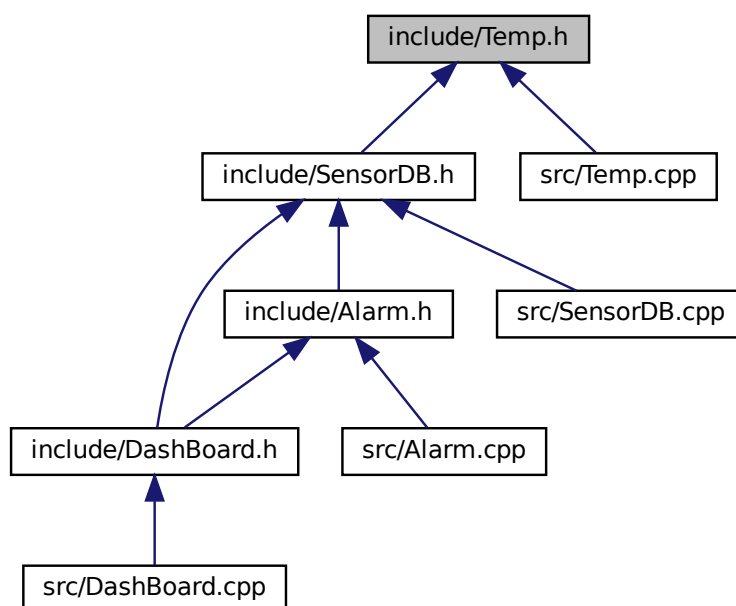 include/Temp.h
include/SensorDB.h
src/Temp.cpp
include/Alarm.h
src/SensorDB.cpp
include/DashBoard.h
src/Alarm.cpp
src/DashBoard.cpp